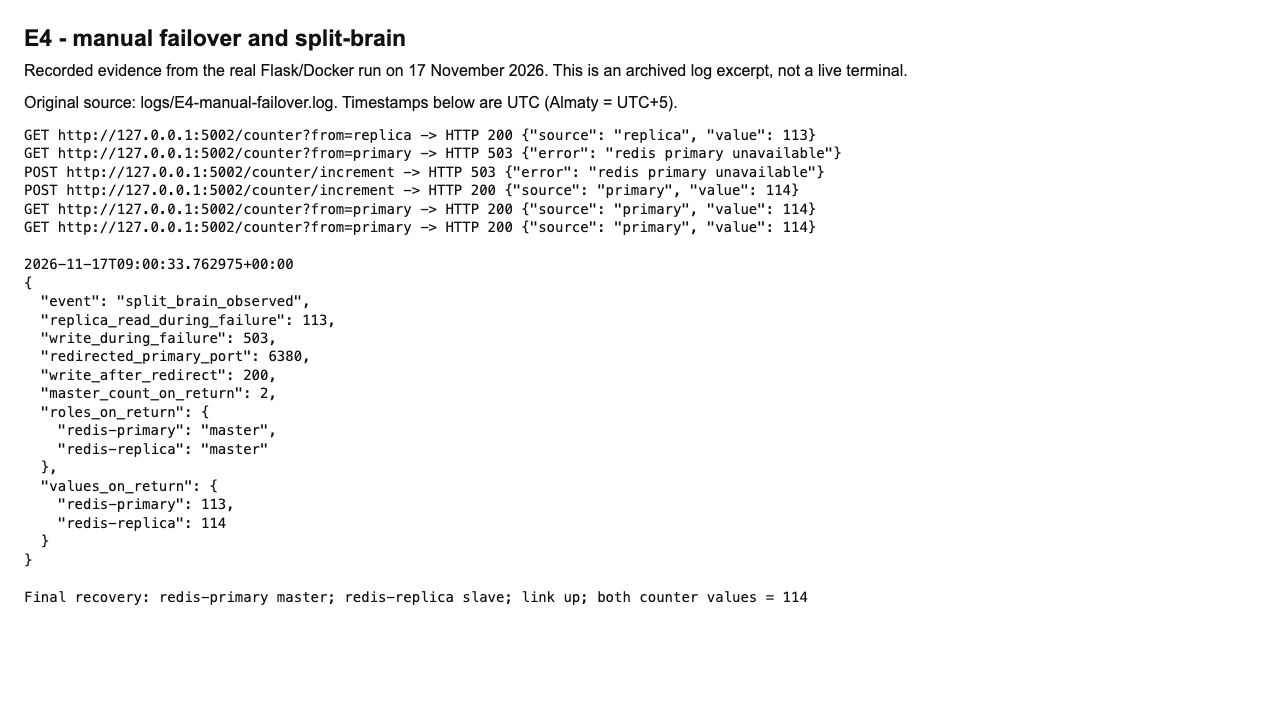 E4 - manual failover and split-brain
Recorded evidence from the real Flask/Docker run on 17 November 2026. This is an archived log excerpt, not a live terminal.
Original source: logs/E4-manual-failover.log. Timestamps below are UTC (Almaty = UTC+5).
GET http://127.0.0.1:5002/counter?from=replica -> HTTP 200 {"source": "replica", "value": 113}
GET http://127.0.0.1:5002/counter?from=primary -> HTTP 503 {"error": "redis primary unavailable"}
POST http://127.0.0.1:5002/counter/increment -> HTTP 503 {"error": "redis primary unavailable"}
POST http://127.0.0.1:5002/counter/increment -> HTTP 200 {"source": "primary", "value": 114}
GET http://127.0.0.1:5002/counter?from=primary -> HTTP 200 {"source": "primary", "value": 114}
GET http://127.0.0.1:5002/counter?from=primary -> HTTP 200 {"source": "primary", "value": 114}
2026-11-17T09:00:33.762975+00:00
{
  "event": "split_brain_observed",
  "replica_read_during_failure": 113,
  "write_during_failure": 503,
  "redirected_primary_port": 6380,
  "write_after_redirect": 200,
  "master_count_on_return": 2,
  "roles_on_return": {
    "redis-primary": "master",
    "redis-replica": "master"
  },
  "values_on_return": {
    "redis-primary": 113,
    "redis-replica": 114
  }
}
Final recovery: redis-primary master; redis-replica slave; link up; both counter values = 114